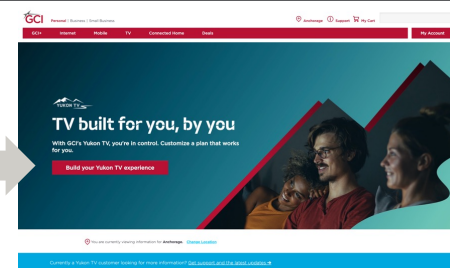 GCI Personal | Business | Small Business Anchorage Support My Cart
GCI+ Internet Mobile TV Connected Home Deals My Account
YUKON TV
TV built for you, by you
With GCI's Yukon TV, you're in control. Customize a plan that works
for you.
Build your Yukon TV experience
You are currently viewing information for Anchorage. Change Location
Currently a Yukon TV customer looking for more information? Get support and the latest updates →